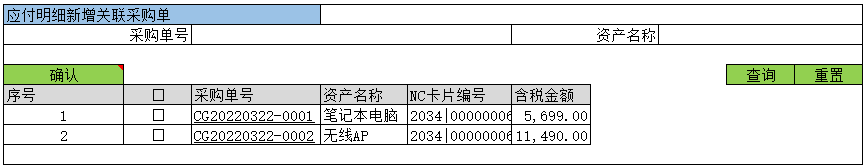 应付明细新增关联采购单
采购单号 资产名称
确认 查询 重置
序号 采购单号 资产名称 NC卡片编号 含税金额
1 CG20220322-0001 笔记本电脑 2034|00000006 5,699.00
2 CG20220322-0002 无线AP 2034|00000006 11,490.00